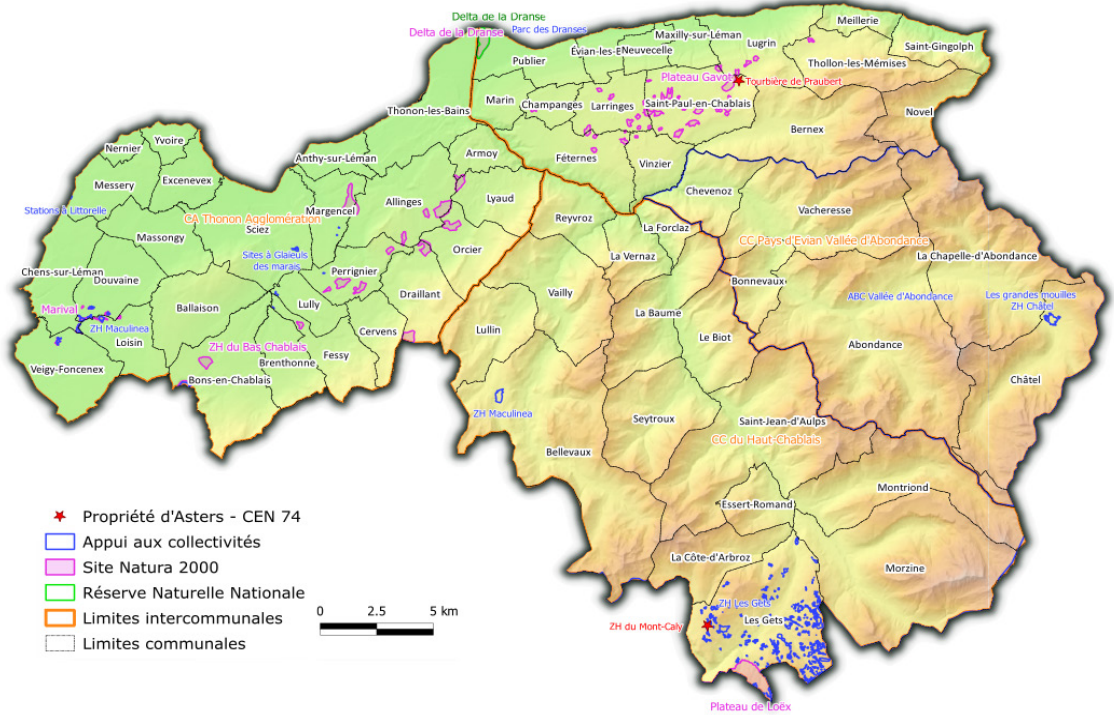 Delta de la Dranse
Delta de la Dranse
Parc des Dranses
Meillerie
Maxilly-sur-Léman
Lugrin
Saint-Gingolph
Évian-les-B
Neuvecelle
Publier
Thollon-les-Mémises
Plateau Gavot
Tourbière de Praubert
Marin
Champanges
Larringes
Saint-Paul-en-Chablais
Thonon-les-Bains
Novel
Bernex
Yvoire
Nernier
Anthy-sur-Léman
Armoy
Féternes
Vinzier
Messery
Excenevex
Chevenoz
Lyaud
Allinges
Margencel
Stations à Littorelle
CA Thonon Agglomération
Sciez
Reyvroz
Vacheresse
La Forclaz
Massongy
CC Pays d'Evian Vallée d'Abondance
Orcier
La Vernaz
Sites à Glaïeuls
des marais
La Chapelle-d'Abondance
Chens-sur-Léman
Douvaine
Perrignier
Bonnevaux
Draillant
Vailly
ABC Vallée d'Abondance
Les grandes mouilles
ZH Châtel
Marival
Ballaison
Lully
La Baume
ZH Maculinea
Loisin
Cervens
Lullin
Le Biot
ZH du Bas Chablais
Abondance
Fessy
Brenthonne
Veigy-Foncenex
Bons-en-Chablais
Châtel
ZH Maculinea
Seytroux
Saint-Jean-d'Aulps
CC du Haut-Chablais
Bellevaux
Montriond
Essert-Romand
La Côte-d'Arbroz
Morzine
ZH Les Gets
Les Gets
ZH du Mont-Caly
Plateau de Loëx
Propriété d'Asters - CEN 74
Appui aux collectivités
Site Natura 2000
Réserve Naturelle Nationale
Limites intercommunales
Limites communales
0 2.5 5 km